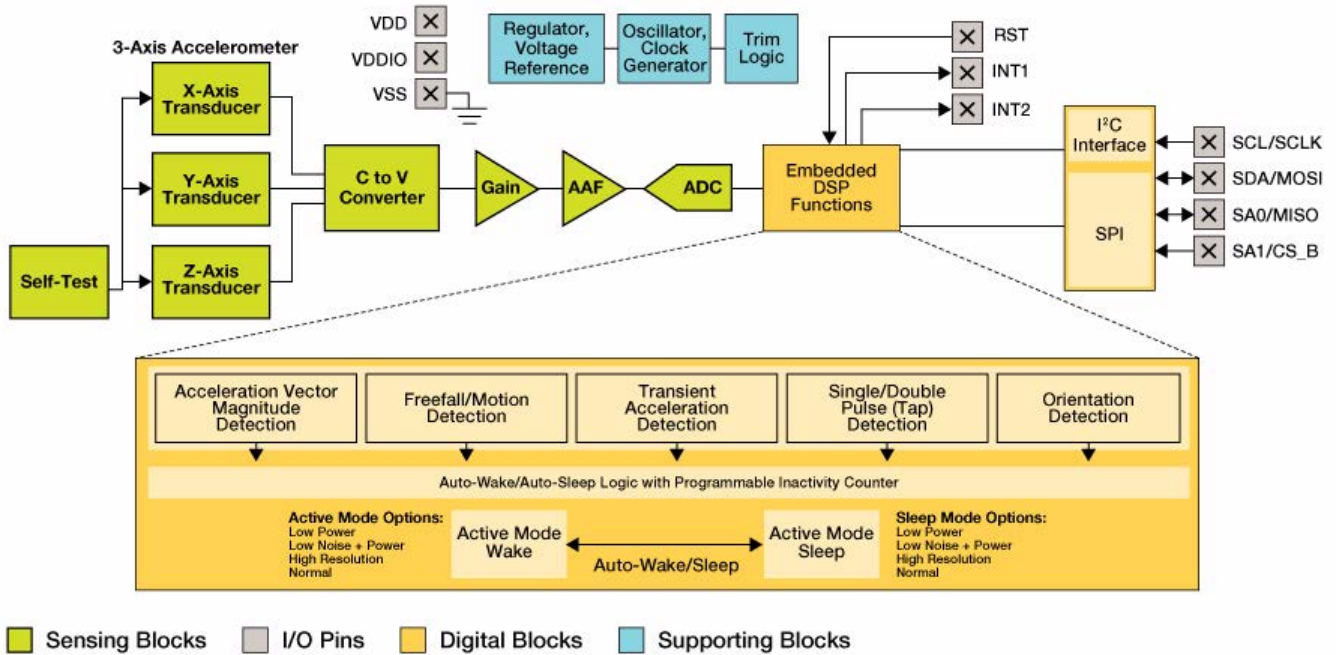 3-Axis Accelerometer
X-Axis
Transducer
Y-Axis
Transducer
Z-Axis
Transducer
Self-Test
VDD
VDDIO
VSS
C to V
Converter
Gain
AAF
ADC
Regulator,
Voltage
Reference
Oscillator,
Clock
Generator
Trim
Logic
RST
INT1
INT2
Embedded
DSP
Functions
I²C
Interface
SPI
SCL/SCLK
SDA/MOSI
SA0/MISO
SA1/CS_B
Acceleration Vector
Magnitude
Detection
Freefall/Motion
Detection
Transient
Acceleration
Detection
Single/Double
Pulse (Tap)
Detection
Orientation
Detection
Auto-Wake/Auto-Sleep Logic with Programmable Inactivity Counter
Active Mode Options:
Low Power
Low Noise + Power
High Resolution
Normal
Active Mode
Wake
Auto-Wake/Sleep
Active Mode
Sleep
Sleep Mode Options:
Low Power
Low Noise + Power
High Resolution
Normal
Sensing Blocks
I/O Pins
Digital Blocks
Supporting Blocks